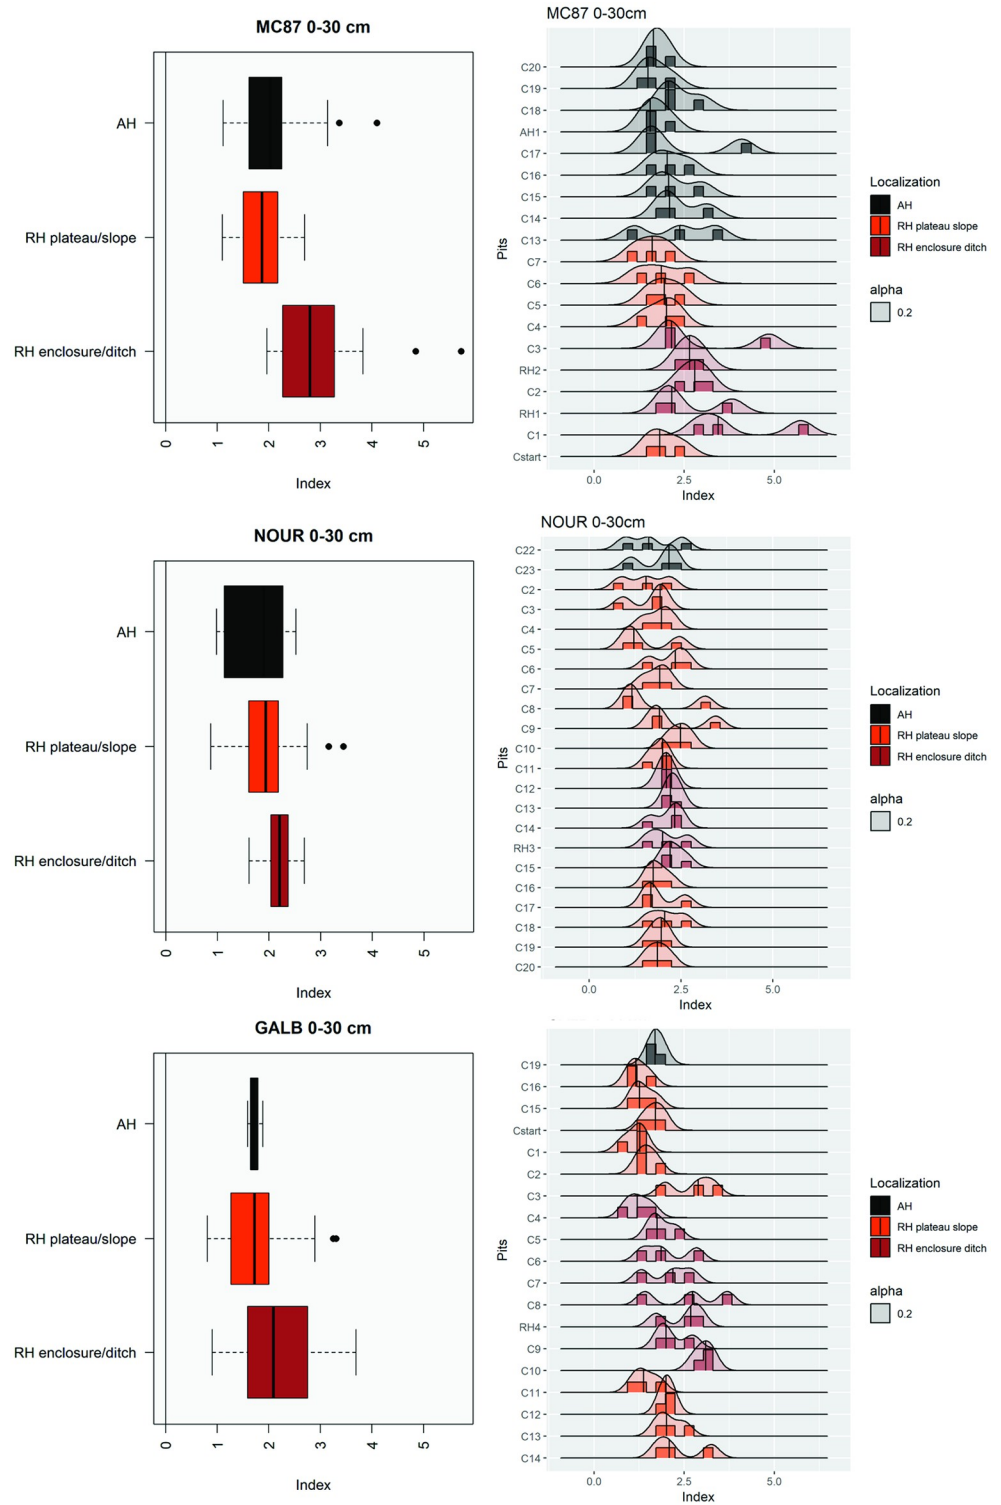 MC87 0-30 cm
AH
RH plateau/slope
RH enclosure/ditch
0 1 2 3 4 5
Index
MC87 0-30cm
Pits
C20
C19
C18
AH1
C17
C16
C15
C14
C13
C7
C6
C5
C4
C3
RH2
C2
RH1
C1
Cstart
0.0 2.5 5.0
Index
Localization
AH
RH plateau slope
RH enclosure ditch
alpha
0.2
NOUR 0-30 cm
AH
RH plateau/slope
RH enclosure/ditch
0 1 2 3 4 5
Index
NOUR 0-30cm
Pits
C22
C23
C2
C3
C4
C5
C6
C7
C8
C9
C10
C11
C12
C13
C14
RH3
C15
C16
C17
C18
C19
C20
0.0 2.5 5.0
Index
Localization
AH
RH plateau slope
RH enclosure ditch
alpha
0.2
GALB 0-30 cm
AH
RH plateau/slope
RH enclosure/ditch
0 1 2 3 4 5
Index
Pits
C19
C16
C15
Cstart
C1
C2
C3
C4
C5
C6
C7
C8
RH4
C9
C10
C11
C12
C13
C14
0.0 2.5 5.0
Index
Localization
AH
RH plateau slope
RH enclosure ditch
alpha
0.2